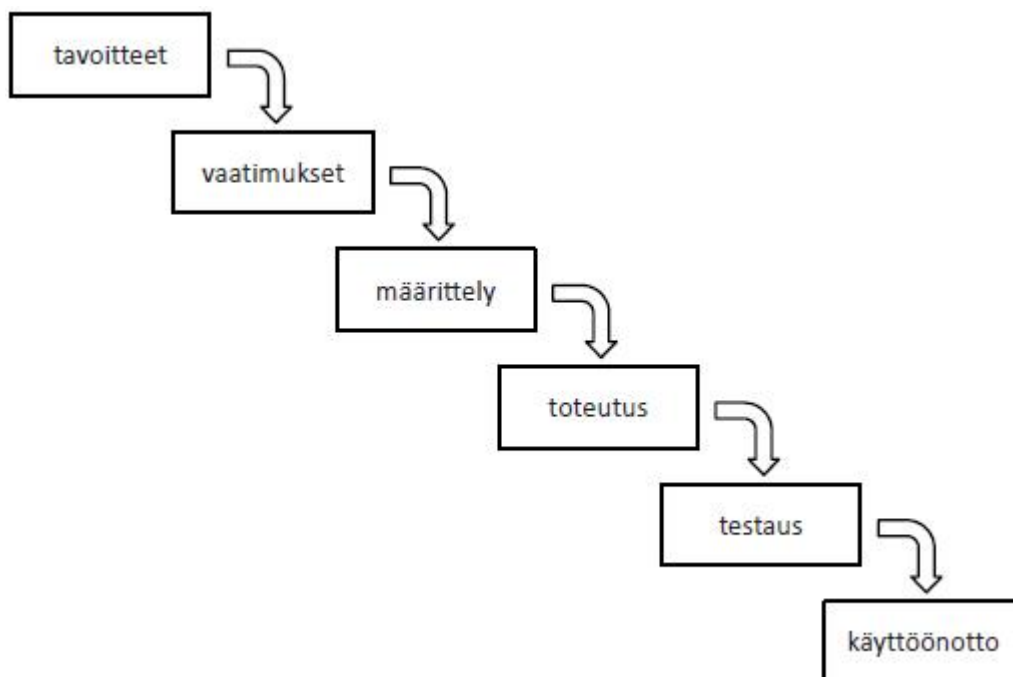 tavoitteet
vaatimukset
määrittely
toteutus
testaus
käyttöönotto